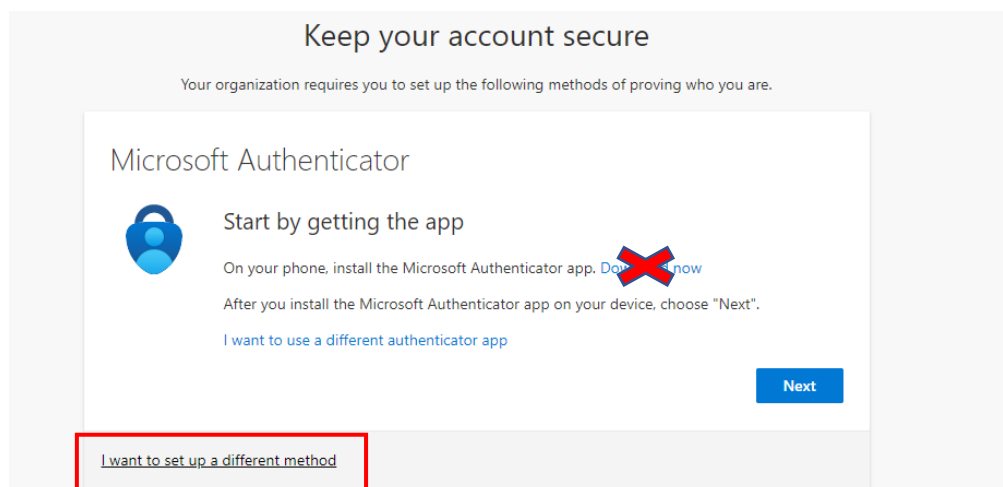 Keep your account secure
Your organization requires you to set up the following methods of proving who you are.
Microsoft Authenticator
Start by getting the app
On your phone, install the Microsoft Authenticator app. Download now
After you install the Microsoft Authenticator app on your device, choose "Next".
I want to use a different authenticator app
Next
I want to set up a different method